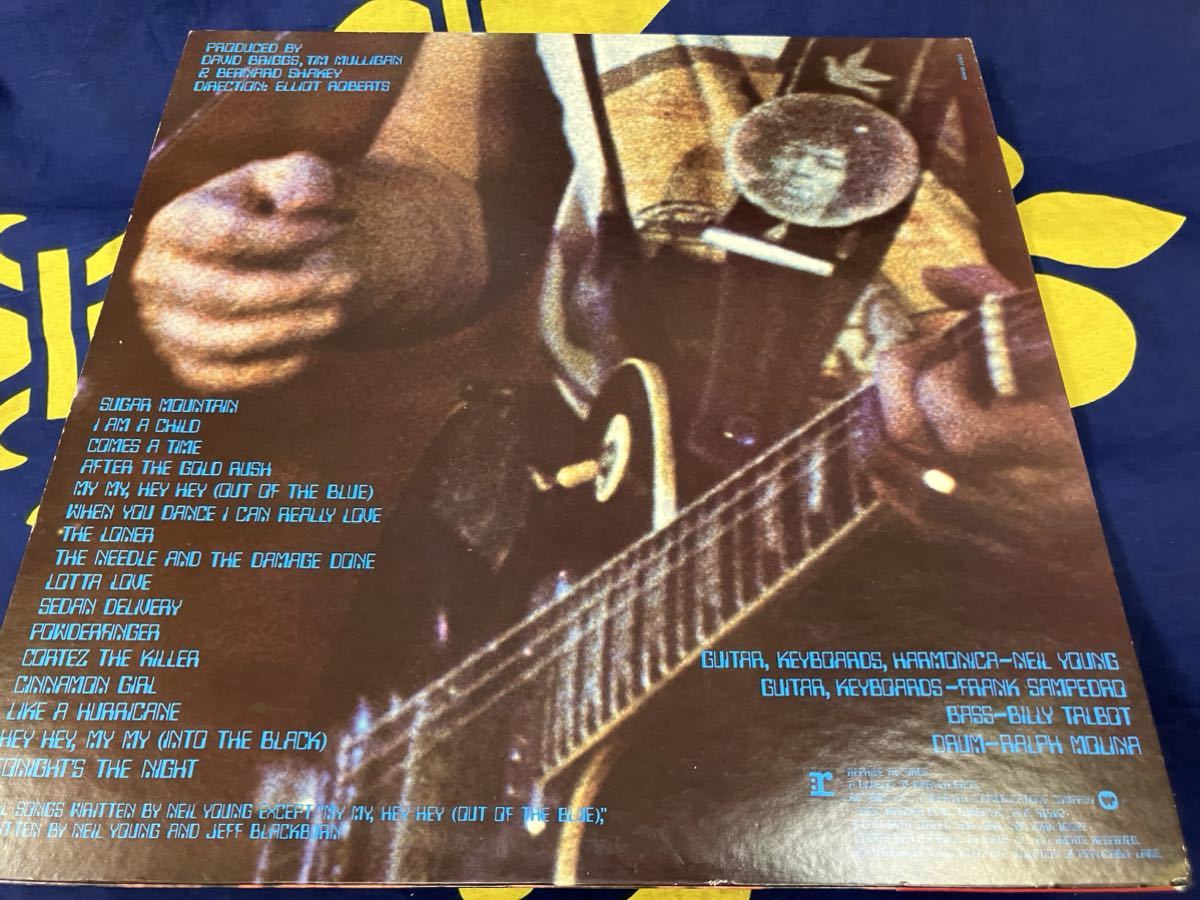 PRODUCED BY
DAVID BRIGGS, TIM MULLIGAN
& BERNARD SHAKEY
DIRECTION: ELLIOT ROBERTS
SUGAR MOUNTAIN
I AM A CHILD
COMES A TIME
AFTER THE GOLD RUSH
MY MY, HEY HEY (OUT OF THE BLUE)
WHEN YOU DANCE I CAN REALLY LOVE
THE LONER
THE NEEDLE AND THE DAMAGE DONE
LOTTA LOVE
SEDAN DELIVERY
POWDERFINGER
CORTEZ THE KILLER
CINNAMON GIRL
LIKE A HURRICANE
HEY HEY, MY MY (INTO THE BLACK)
ONIGHT'S THE NIGHT
L SONGS WRITTEN BY NEIL YOUNG EXCEPT "MY MY, HEY HEY (OUT OF THE BLUE),"
TTEN BY NEIL YOUNG AND JEFF BLACKBURN
GUITAR, KEYBOARDS, HARMONICA—NEIL YOUNG
GUITAR, KEYBOARDS—FRANK SAMPEDRO
BASS—BILLY TALBOT
DRUM—RALPH MOLINA